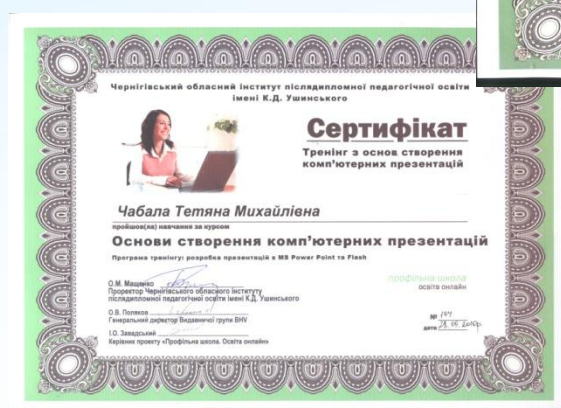 Чернігівський обласний інститут післядипломної педагогічної освіти
імені К.Д. Ушинського
Сертифікат
Тренінг з основ створення
комп'ютерних презентацій
Чабала Тетяна Михайлівна
пройшов(ла) навчання за курсом
Основи створення комп'ютерних презентацій
Програма тренінгу: розробка презентацій в MS Power Point та Flash
О.М. Мащенко
Проректор Чернігівського обласного інституту
післядипломної педагогічної освіти імені К.Д. Ушинського
О.В. Поляков
Генеральний директор Видавничої групи BHV
І.О. Завадський
Керівник проекту «Профільна школа. Освіта онлайн»
профільна школа
освіта онлайн
№
дата